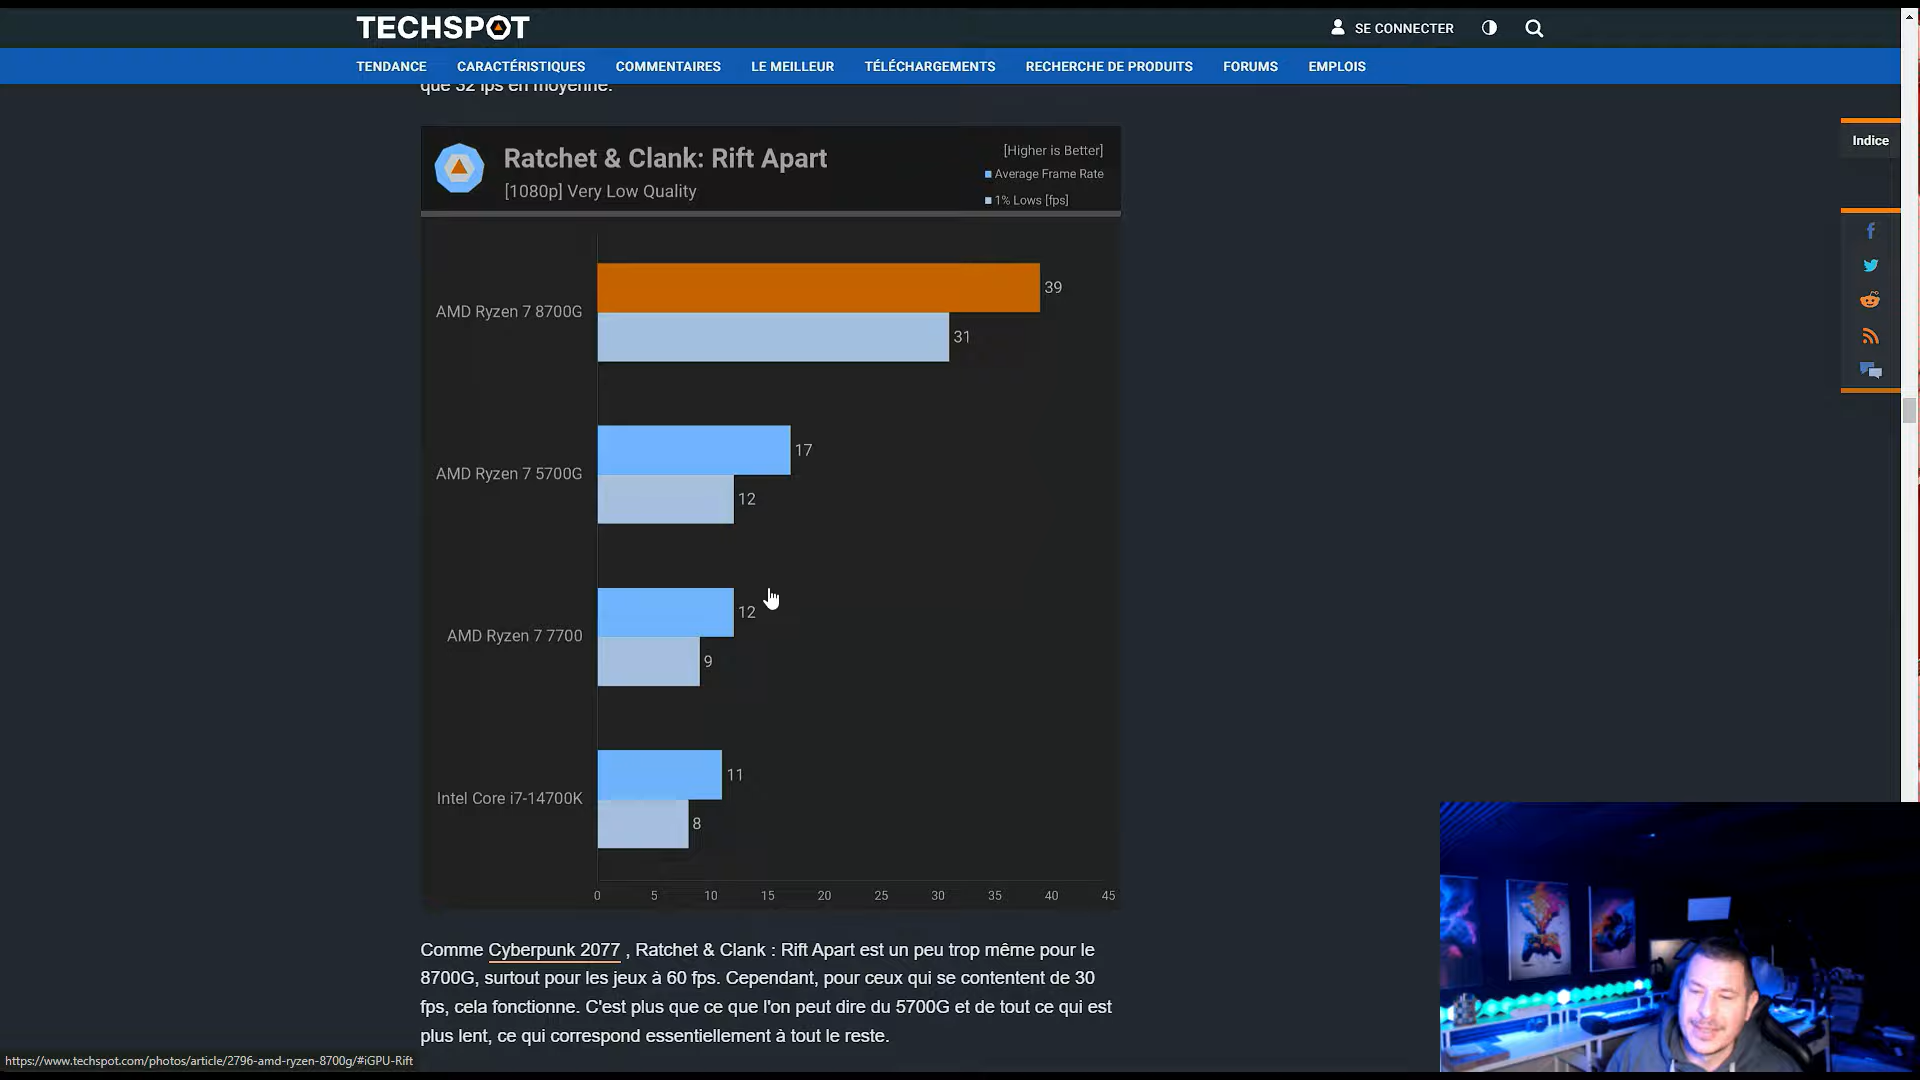 TECHSPOT
SE CONNECTER
TENDANCE CARACTÉRISTIQUES COMMENTAIRES LE MEILLEUR TÉLÉCHARGEMENTS RECHERCHE DE PRODUITS FORUMS EMPLOIS
que 32 ips en moyenne.
Ratchet & Clank: Rift Apart
[1080p] Very Low Quality
[Higher is Better]
Average Frame Rate
1% Lows [fps]
Indice
AMD Ryzen 7 8700G
39
31
AMD Ryzen 7 5700G
17
12
AMD Ryzen 7 7700
12
9
Intel Core i7-14700K
11
8
0 5 10 15 20 25 30 35 40 45
Comme Cyberpunk 2077 , Ratchet & Clank : Rift Apart est un peu trop même pour le
8700G, surtout pour les jeux à 60 fps. Cependant, pour ceux qui se contentent de 30
fps, cela fonctionne. C'est plus que ce que l'on peut dire du 5700G et de tout ce qui est
plus lent, ce qui correspond essentiellement à tout le reste.
https://www.techspot.com/photos/article/2796-amd-ryzen-8700g/#iGPU-Rift